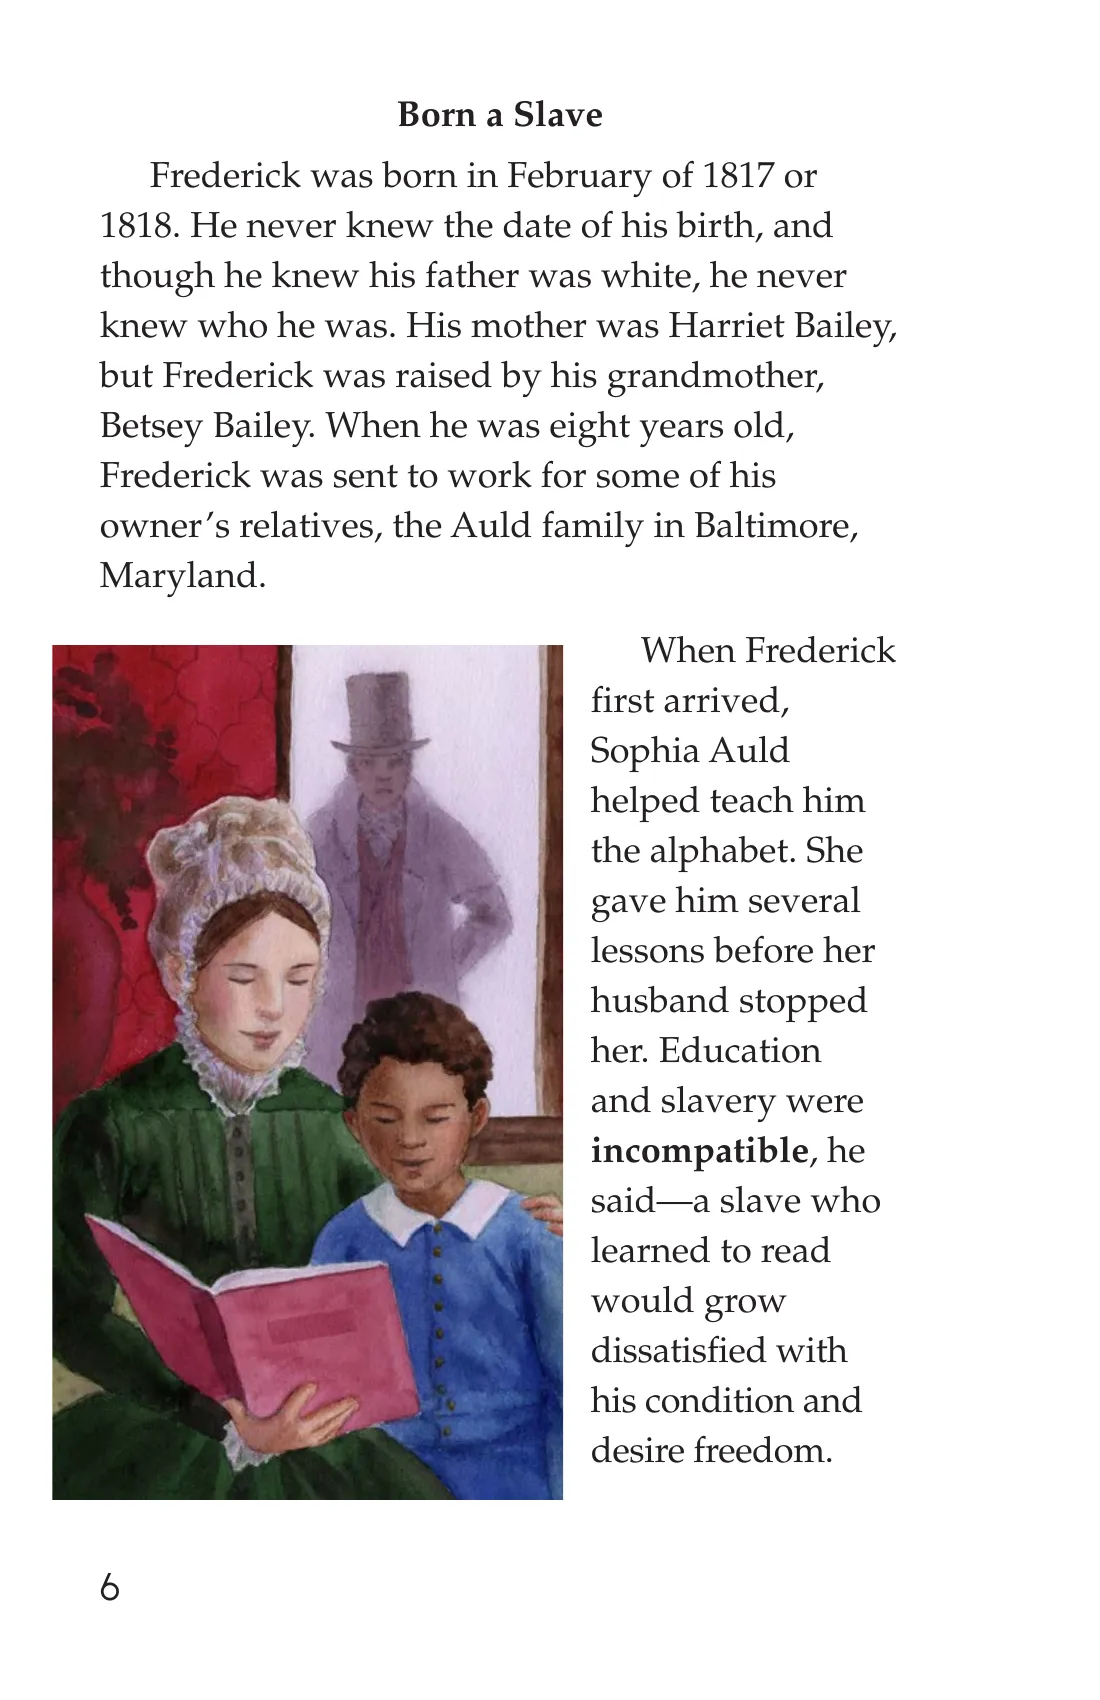 Born a Slave
Frederick was born in February of 1817 or
1818. He never knew the date of his birth, and
though he knew his father was white, he never
knew who he was. His mother was Harriet Bailey,
but Frederick was raised by his grandmother,
Betsey Bailey. When he was eight years old,
Frederick was sent to work for some of his
owner’s relatives, the Auld family in Baltimore,
Maryland.
When Frederick
first arrived,
Sophia Auld
helped teach him
the alphabet. She
gave him several
lessons before her
husband stopped
her. Education
and slavery were
incompatible, he
said—a slave who
learned to read
would grow
dissatisfied with
his condition and
desire freedom.
6